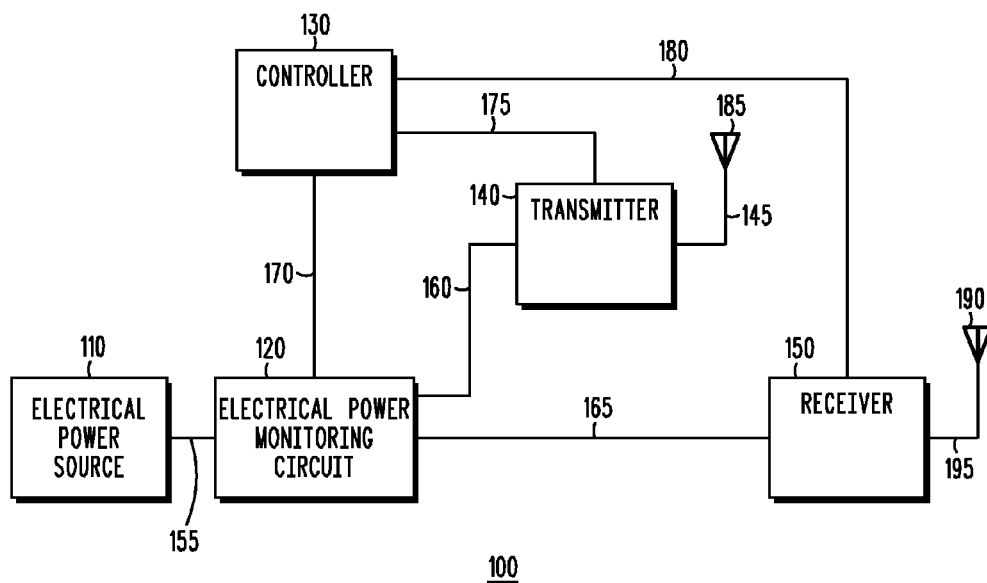 130
CONTROLLER
180
175
185
140
TRANSMITTER
145
170
160
190
110
120
150
ELECTRICAL
POWER
SOURCE
ELECTRICAL POWER
MONITORING
CIRCUIT
165
RECEIVER
155
195
100